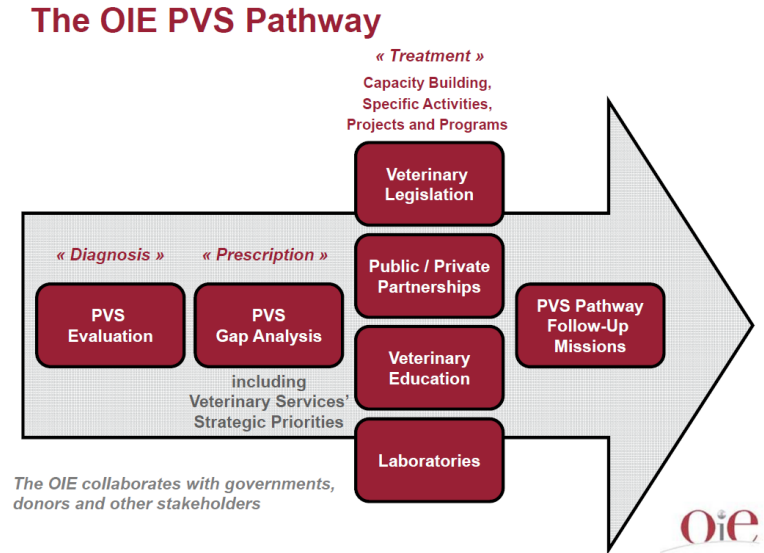 The OIE PVS Pathway
« Treatment »
Capacity Building,
Specific Activities,
Projects and Programs
Veterinary
Legislation
« Diagnosis »
« Prescription »
Public / Private
Partnerships
PVS
Evaluation
PVS
Gap Analysis
PVS Pathway
Follow-Up
Missions
Veterinary
Education
including
Veterinary Services’
Strategic Priorities
Laboratories
The OIE collaborates with governments,
donors and other stakeholders
OiE